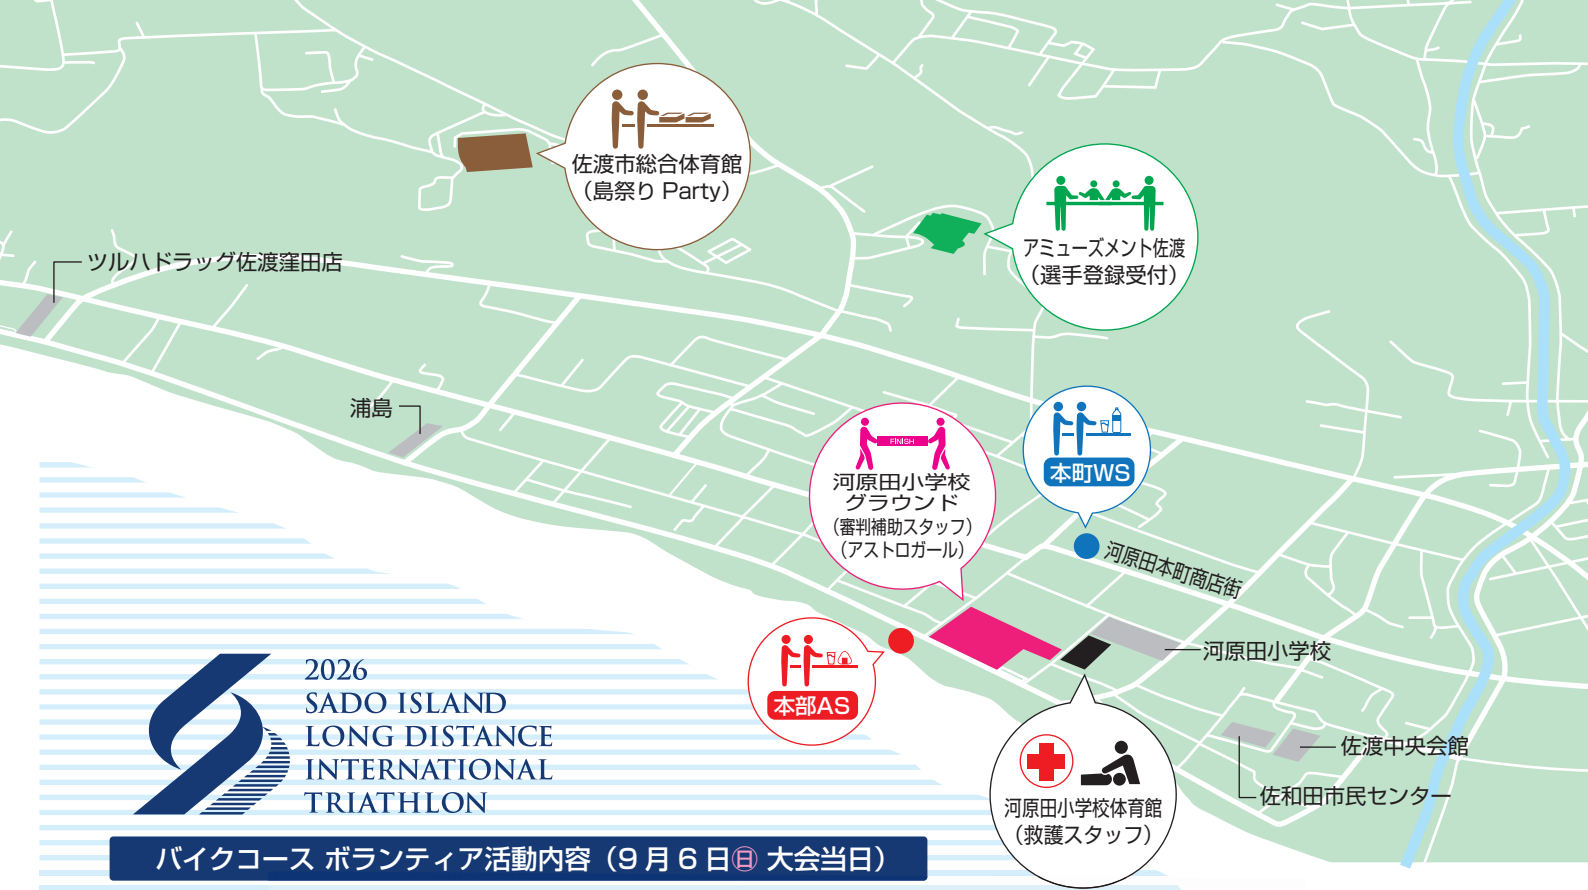 佐渡市総合体育館
（島祭り Party）
アミューズメント佐渡
（選手登録受付）
ツルハドラッグ佐渡窪田店
浦島
FINISH
河原田小学校
グラウンド
（審判補助スタッフ）
（アストロガール）
本町WS
河原田本町商店街
本部AS
河原田小学校
佐渡中央会館
佐和田市民センター
河原田小学校体育館
（救護スタッフ）
2026
SADO ISLAND
LONG DISTANCE
INTERNATIONAL
TRIATHLON
バイクコース ボランティア活動内容（9月6日㊐ 大会当日）